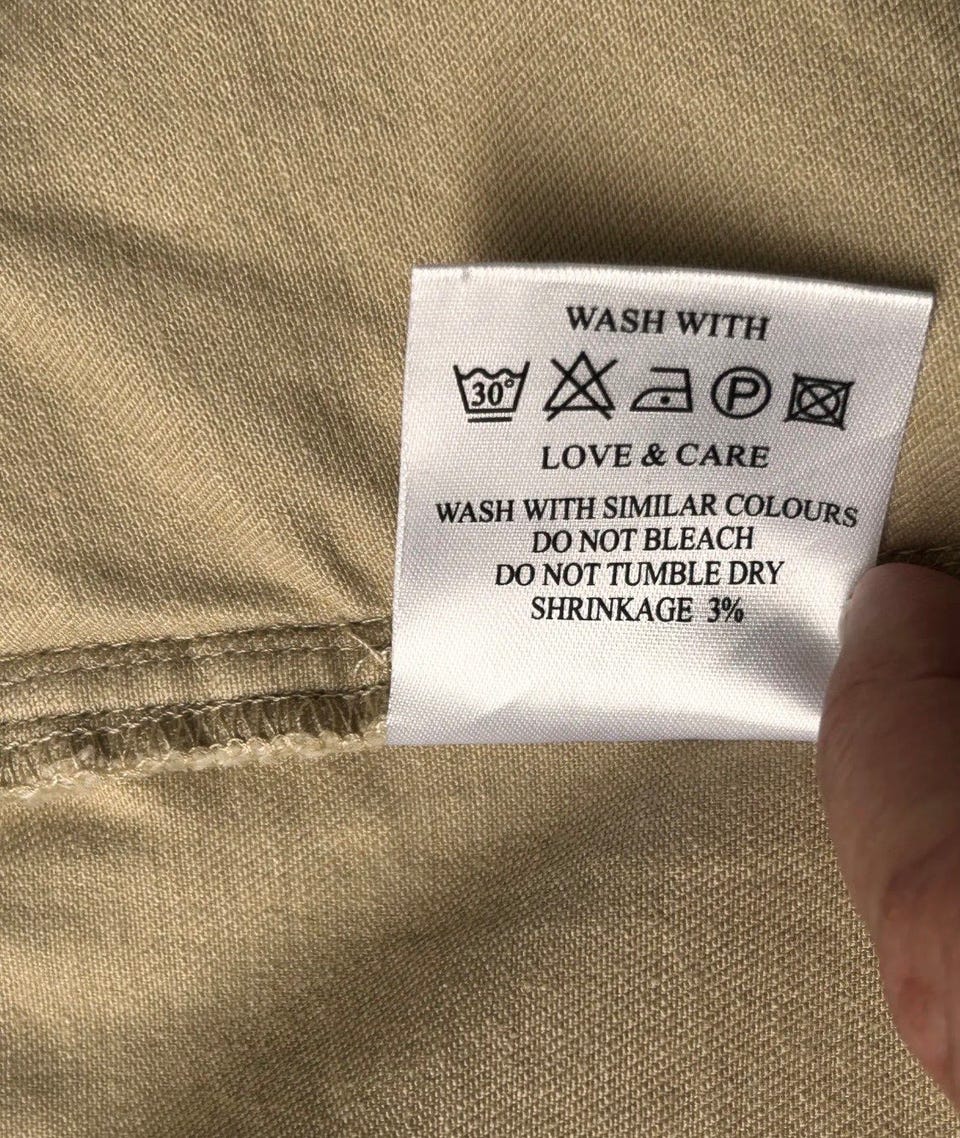 WASH WITH
30° P
LOVE & CARE
WASH WITH SIMILAR COLOURS
DO NOT BLEACH
DO NOT TUMBLE DRY
SHRINKAGE 3%